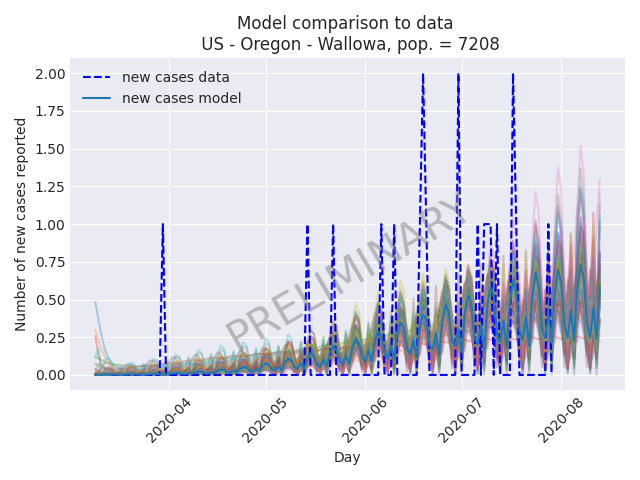 Model comparison to data
US - Oregon - Wallowa, pop. = 7208
new cases data
new cases model
PRELIMINARY
Number of new cases reported
2.00
1.75
1.50
1.25
1.00
0.75
0.50
0.25
0.00
2020-04
2020-05
2020-06
2020-07
2020-08
Day